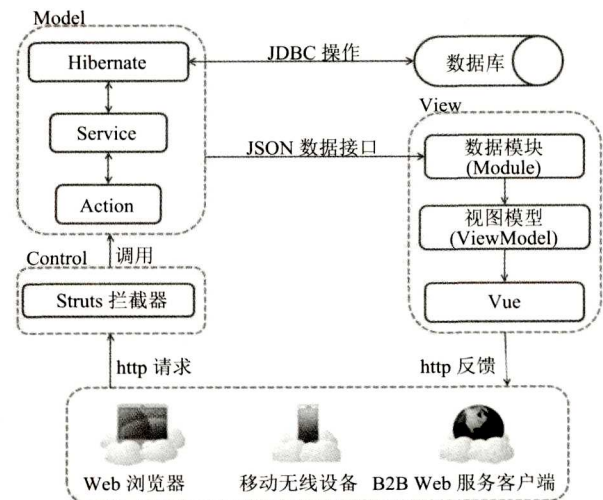 Model
Hibernate
JDBC 操作
数据库
View
Service
JSON 数据接口
数据模块
(Module)
Action
视图模型
(ViewModel)
Control
调用
Struts 拦截器
Vue
http 请求
http 反馈
Web 浏览器
移动无线设备
B2B Web 服务客户端